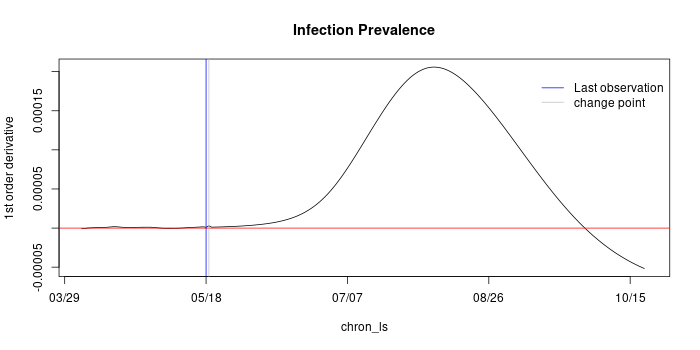 Infection Prevalence
1st order derivative
0.00015
0.00005
-0.00005
Last observation
change point
03/29
05/18
07/07
08/26
10/15
chron_ls